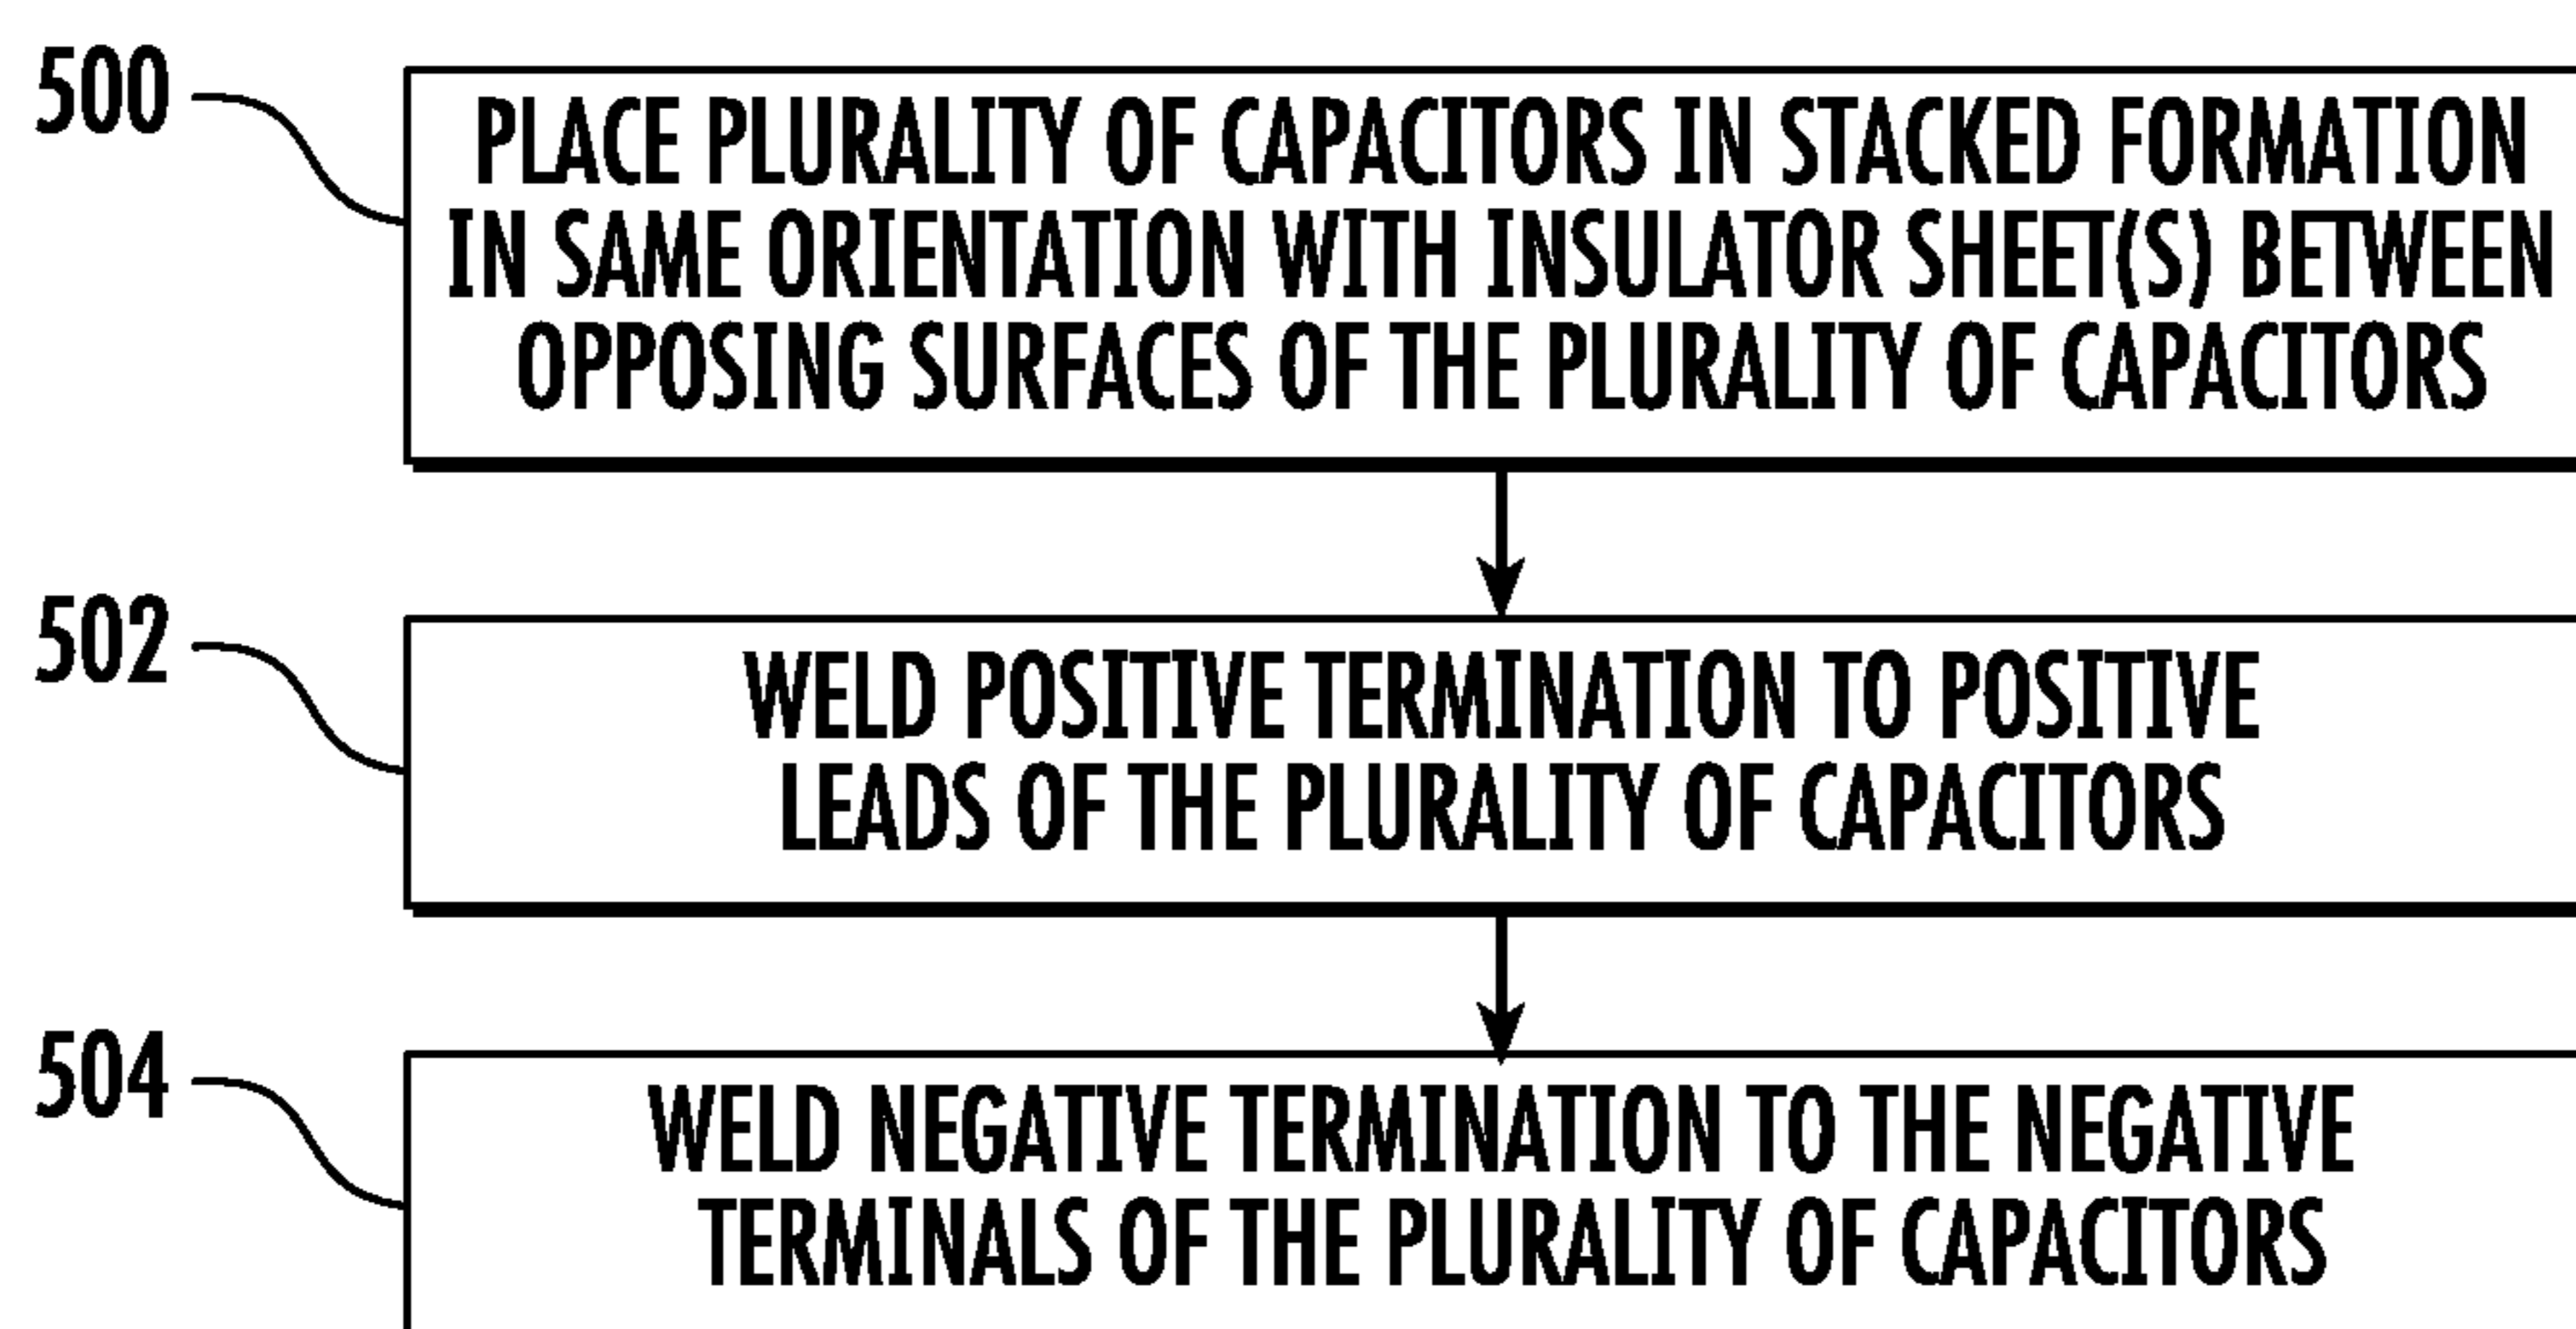 500
PLACE PLURALITY OF CAPACITORS IN STACKED FORMATION
IN SAME ORIENTATION WITH INSULATOR SHEET(S) BETWEEN
OPPOSING SURFACES OF THE PLURALITY OF CAPACITORS
502
WELD POSITIVE TERMINATION TO POSITIVE
LEADS OF THE PLURALITY OF CAPACITORS
504
WELD NEGATIVE TERMINATION TO THE NEGATIVE
TERMINALS OF THE PLURALITY OF CAPACITORS